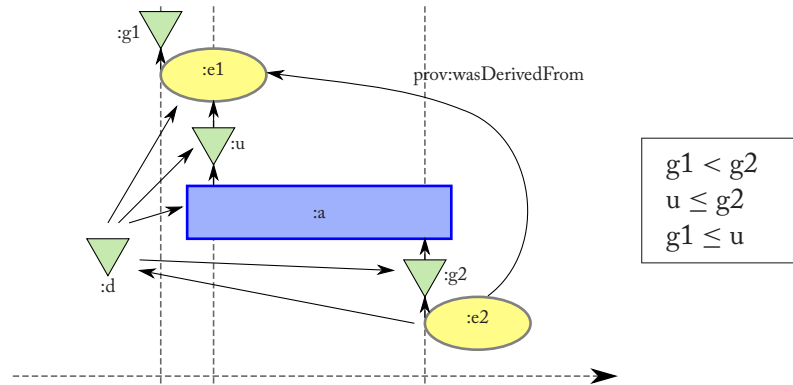 :g1
:e1
prov:wasDerivedFrom
:u
:a
:d
:g2
:e2
g1 < g2
u ≤ g2
g1 ≤ u